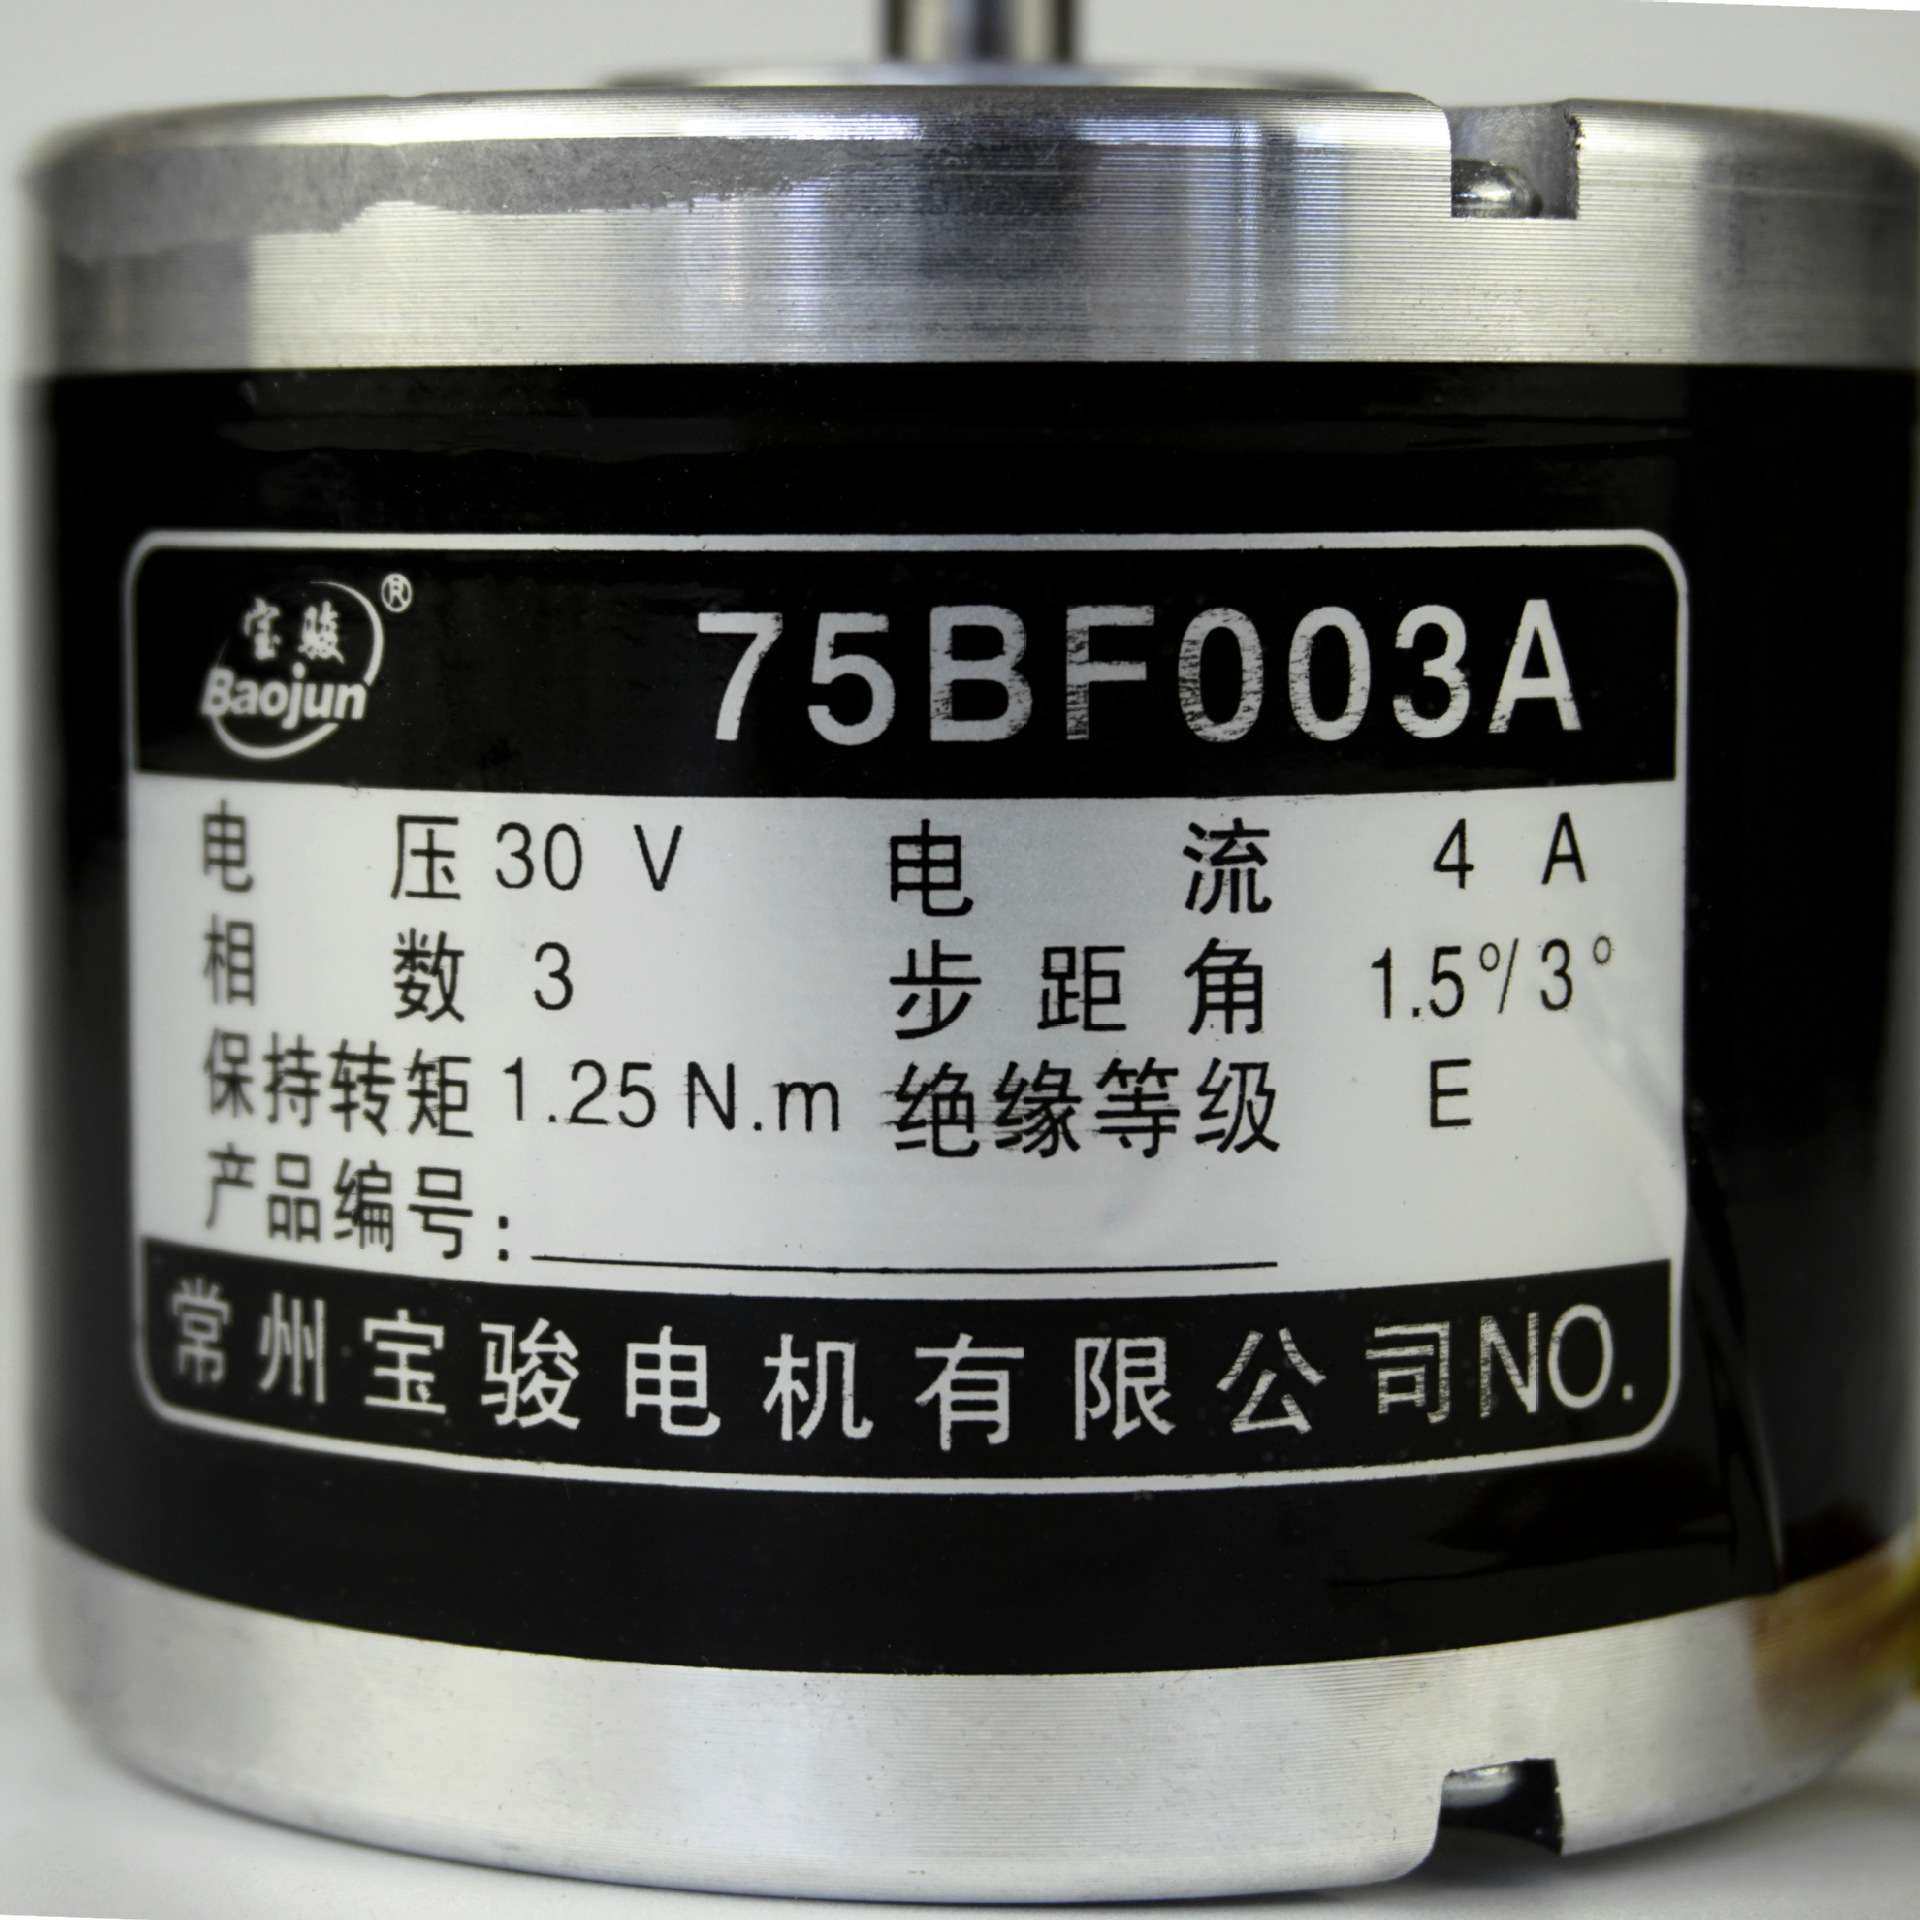 宝骏®
Baojun
75BF003A
电 压 30 V 电 流 4 A
相 数 3 步距角 1.5°/3°
保持转矩 1.25 N.m 绝缘等级 E
产品编号:
常州宝骏电机有限公司NO.